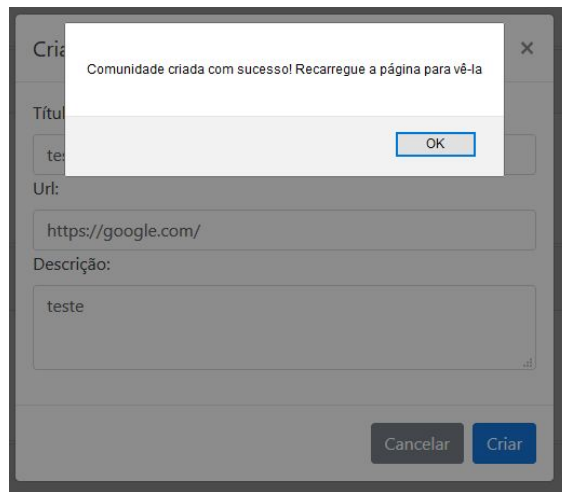 Cria
×
Comunidade criada com sucesso! Recarregue a página para vê-la
OK
Títul
te
Url:
https://google.com/
Descrição:
teste
Cancelar
Criar